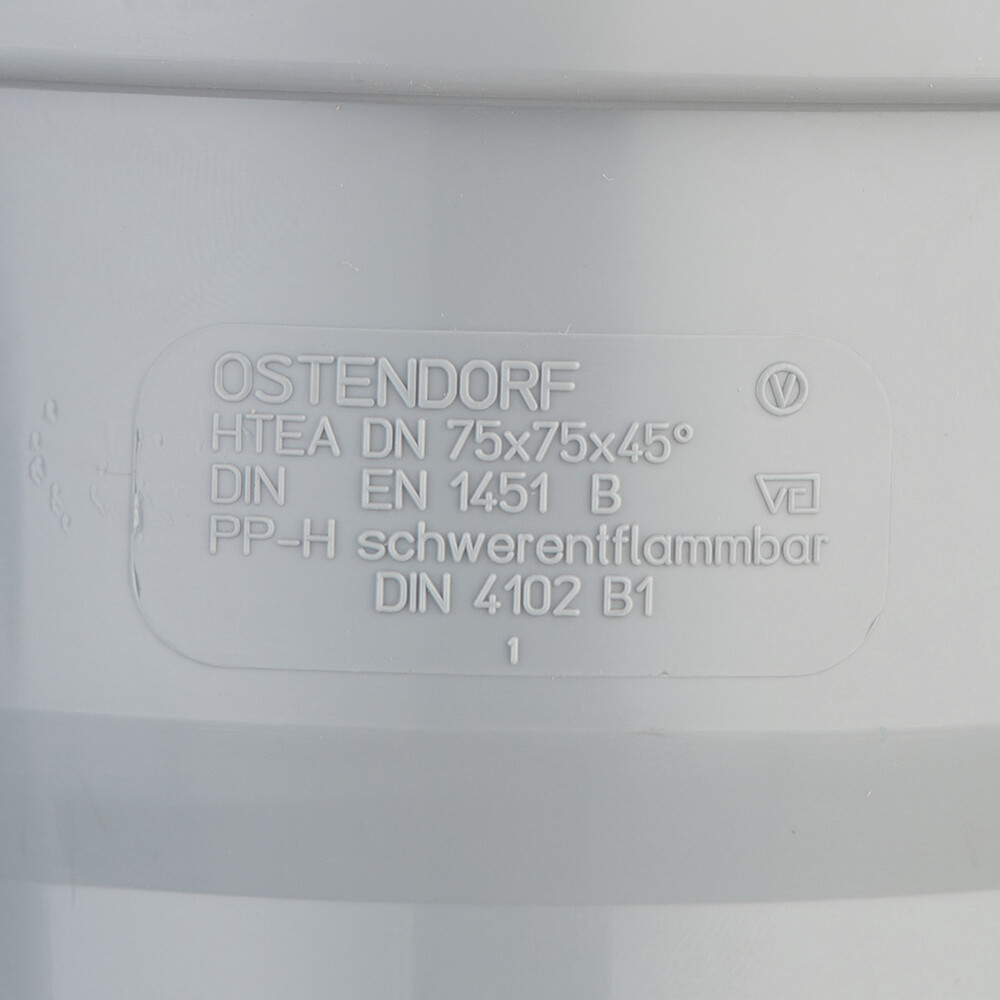 OSTENDORF
HTEA DN 75x75x45°
DIN EN 1451 B
PP-H schwerentflammbar
DIN 4102 B1
1
V